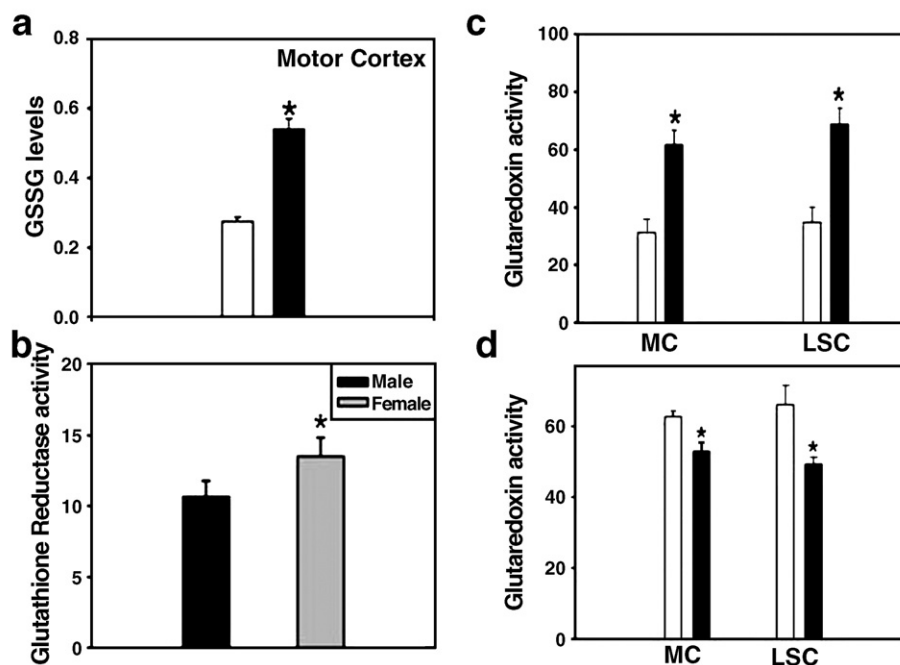 a
Motor Cortex
GSSG levels
0.8
0.6
0.4
0.2
0.0
*
b
Glutathione Reductase activity
20
15
10
5
0
Male
Female
*
c
Glutaredoxin activity
100
80
60
40
20
0
*
*
MC LSC
d
Glutaredoxin activity
60
40
20
0
*
*
MC LSC